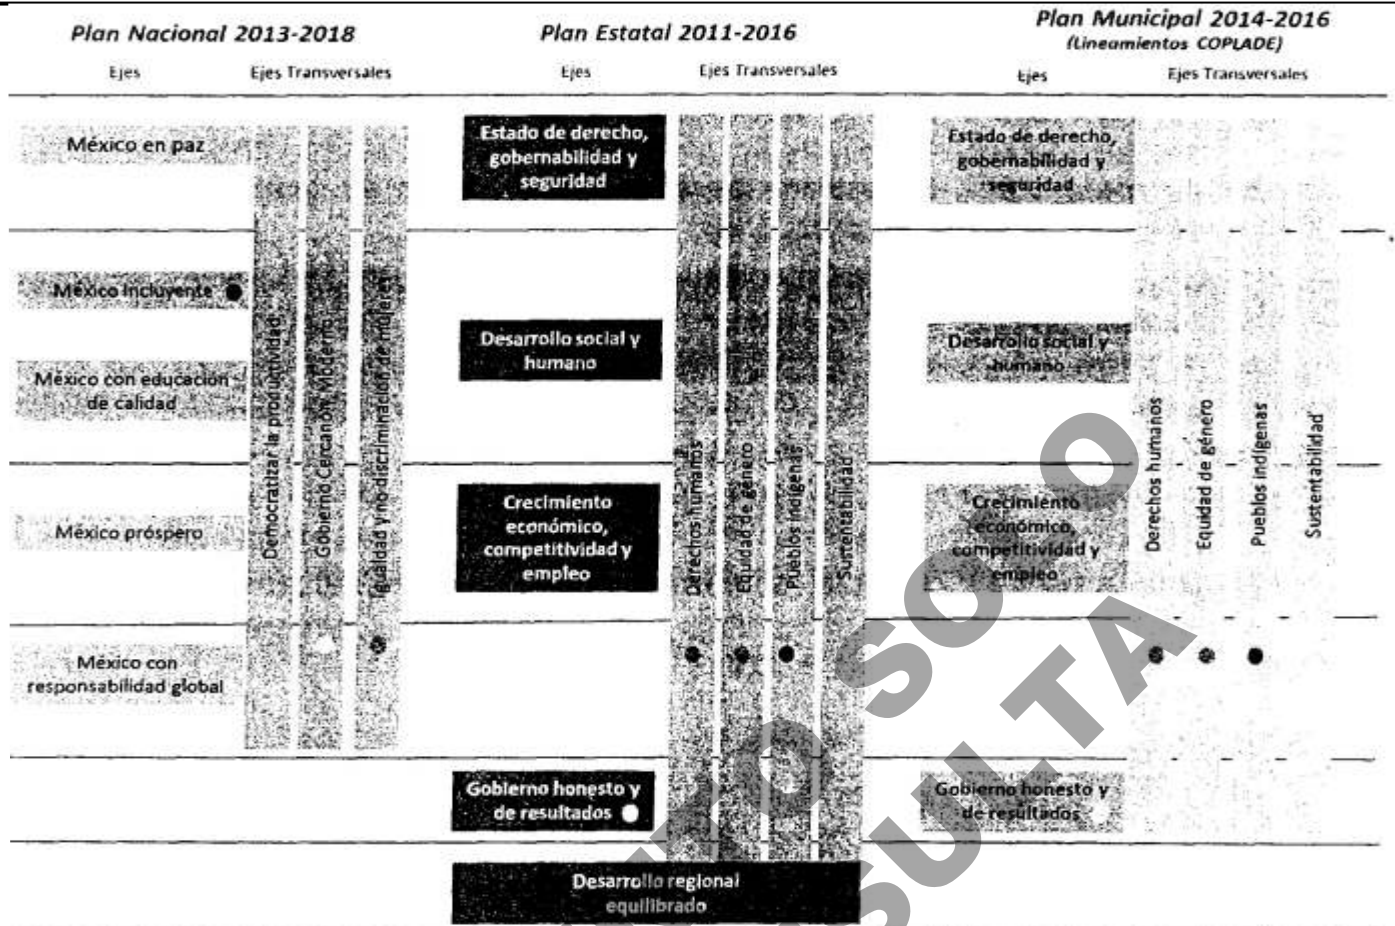 Plan Nacional 2013-2018
Ejes
Ejes Transversales
México en paz
México Incluyente
México con educación
de calidad
México próspero
México con
responsabilidad global
Democratizar la productividad
Gobierno Cercano y Moderno
Igualdad y no discriminación de mujeres
Plan Estatal 2011-2016
Ejes
Ejes Transversales
Estado de derecho,
gobernabilidad y
seguridad
Desarrollo social y
humano
Crecimiento
económico,
competitividad y
empleo
Gobierno honesto y
de resultados
Desarrollo regional
equilibrado
Derechos humanos
Equidad de género
Pueblos indígenas
Sustentabilidad
Plan Municipal 2014-2016
(Lineamientos COPLADE)
Ejes
Ejes Transversales
Estado de derecho,
gobernabilidad y
seguridad
Desarrollo social y
humano
Crecimiento
económico,
competitividad y
empleo
Gobierno honesto y
de resultados
Derechos humanos
Equidad de género
Pueblos indígenas
Sustentabilidad
SOLO
SULTA